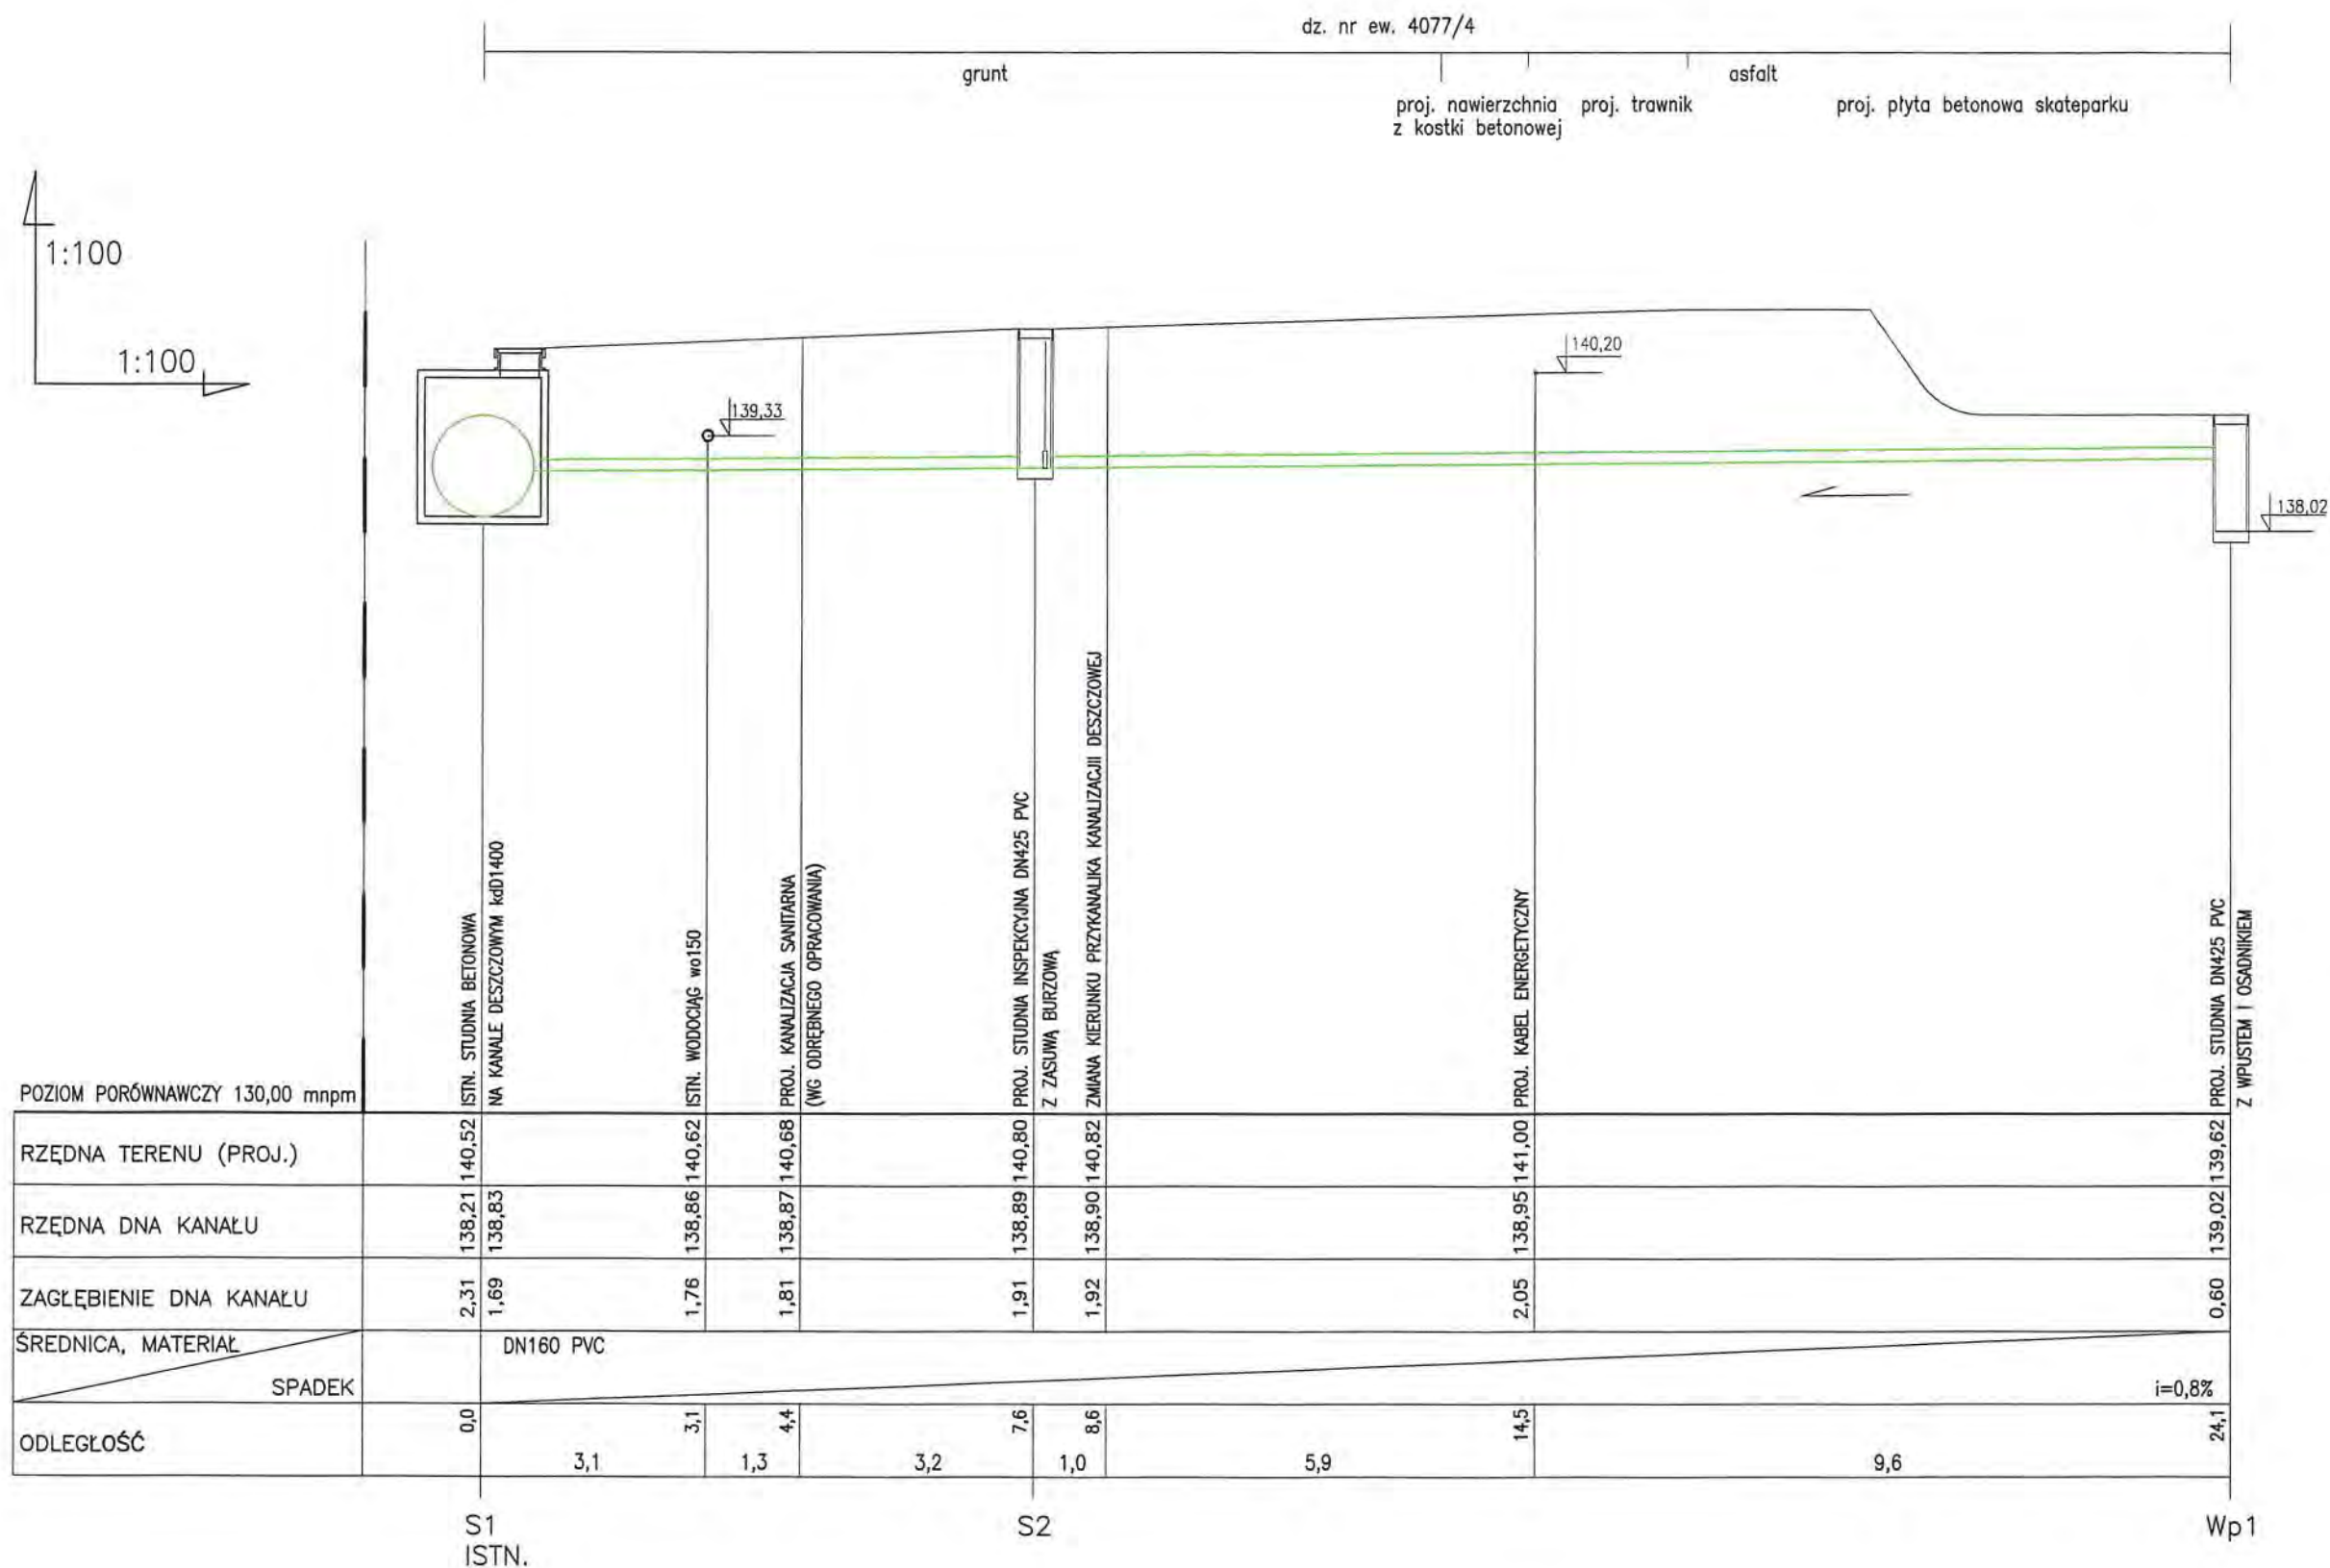 dz. nr ew. 4077/4
grunt
asfalt
proj. nawierzchnia
z kostki betonowej
proj. trawnik
proj. płyta betonowa skateparku
1:100
1:100
140,20
139,33
138,02
ISTN. STUDNIA BETONOWA
NA KANALE DESZCZOWYM kdD1400
ISTN. WODOCIĄG wo150
PROJ. KANALIZACJA SANITARNA
(WG ODRĘBNEGO OPRACOWANIA)
PROJ. STUDNIA INSPEKCYJNA DN425 PVC
Z ZASUWĄ BURZOWĄ
ZMIANA KIERUNKU PRZYKANALIKA KANALIZACJII DESZCZOWEJ
PROJ. KABEL ENERGETYCZNY
PROJ. STUDNIA DN425 PVC
Z WPUSTEM I OSADNIKIEM
POZIOM PORÓWNAWCZY 130,00 mnpm
RZĘDNA TERENU (PROJ.)
140,52
140,62
140,68
140,80
140,82
141,00
139,62
RZĘDNA DNA KANAŁU
138,21
138,83
138,86
138,87
138,89
138,90
138,95
139,02
ZAGŁĘBIENIE DNA KANAŁU
2,31
1,69
1,76
1,81
1,91
1,92
2,05
0,60
ŚREDNICA, MATERIAŁ
DN160 PVC
SPADEK
i=0,8%
ODLEGŁOŚĆ
0,0
3,1
4,4
7,6
8,6
14,5
24,1
3,1
1,3
3,2
1,0
5,9
9,6
S1
ISTN.
S2
Wp1